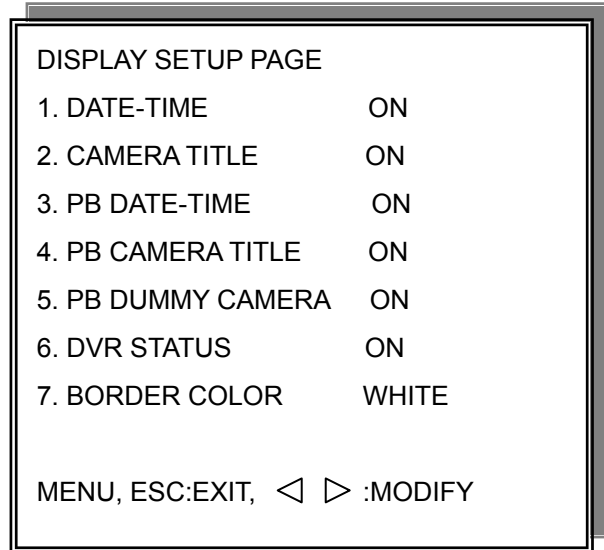 DISPLAY SETUP PAGE
1. DATE-TIME ON
2. CAMERA TITLE ON
3. PB DATE-TIME ON
4. PB CAMERA TITLE ON
5. PB DUMMY CAMERA ON
6. DVR STATUS ON
7. BORDER COLOR WHITE
MENU, ESC:EXIT, ◁ ▷ :MODIFY